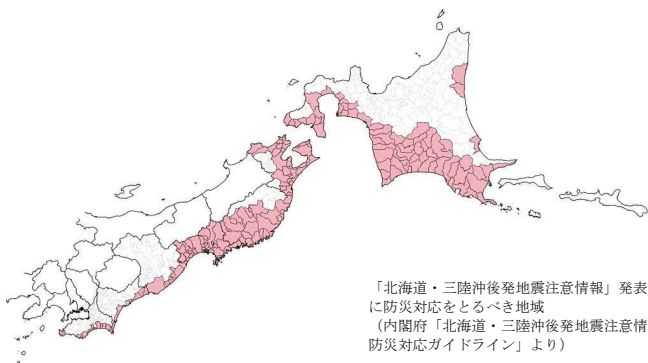 「北海道・三陸沖後発地震注意情報」発表
に防災対応をとるべき地域
（内閣府「北海道・三陸沖後発地震注意情
防災対応ガイドライン」より）